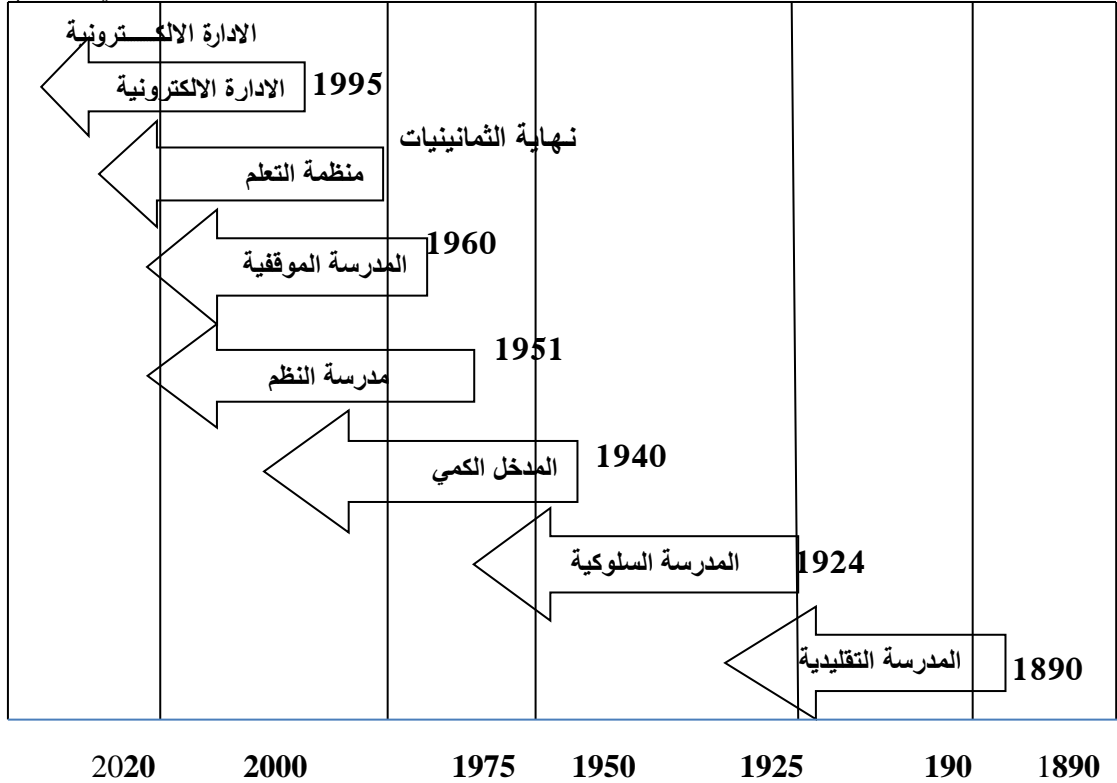 الادارة الالكـــترونية
1995 الادارة الالكترونية
نهاية الثمانينيات
منظمة التعلم
1960
المدرسة الموقفية
1951
مدرسة النظم
1940 المدخل الكمي
1924 المدرسة السلوكية
1890 المدرسة التقليدية
2020 2000 1975 1950 1925 190 1890